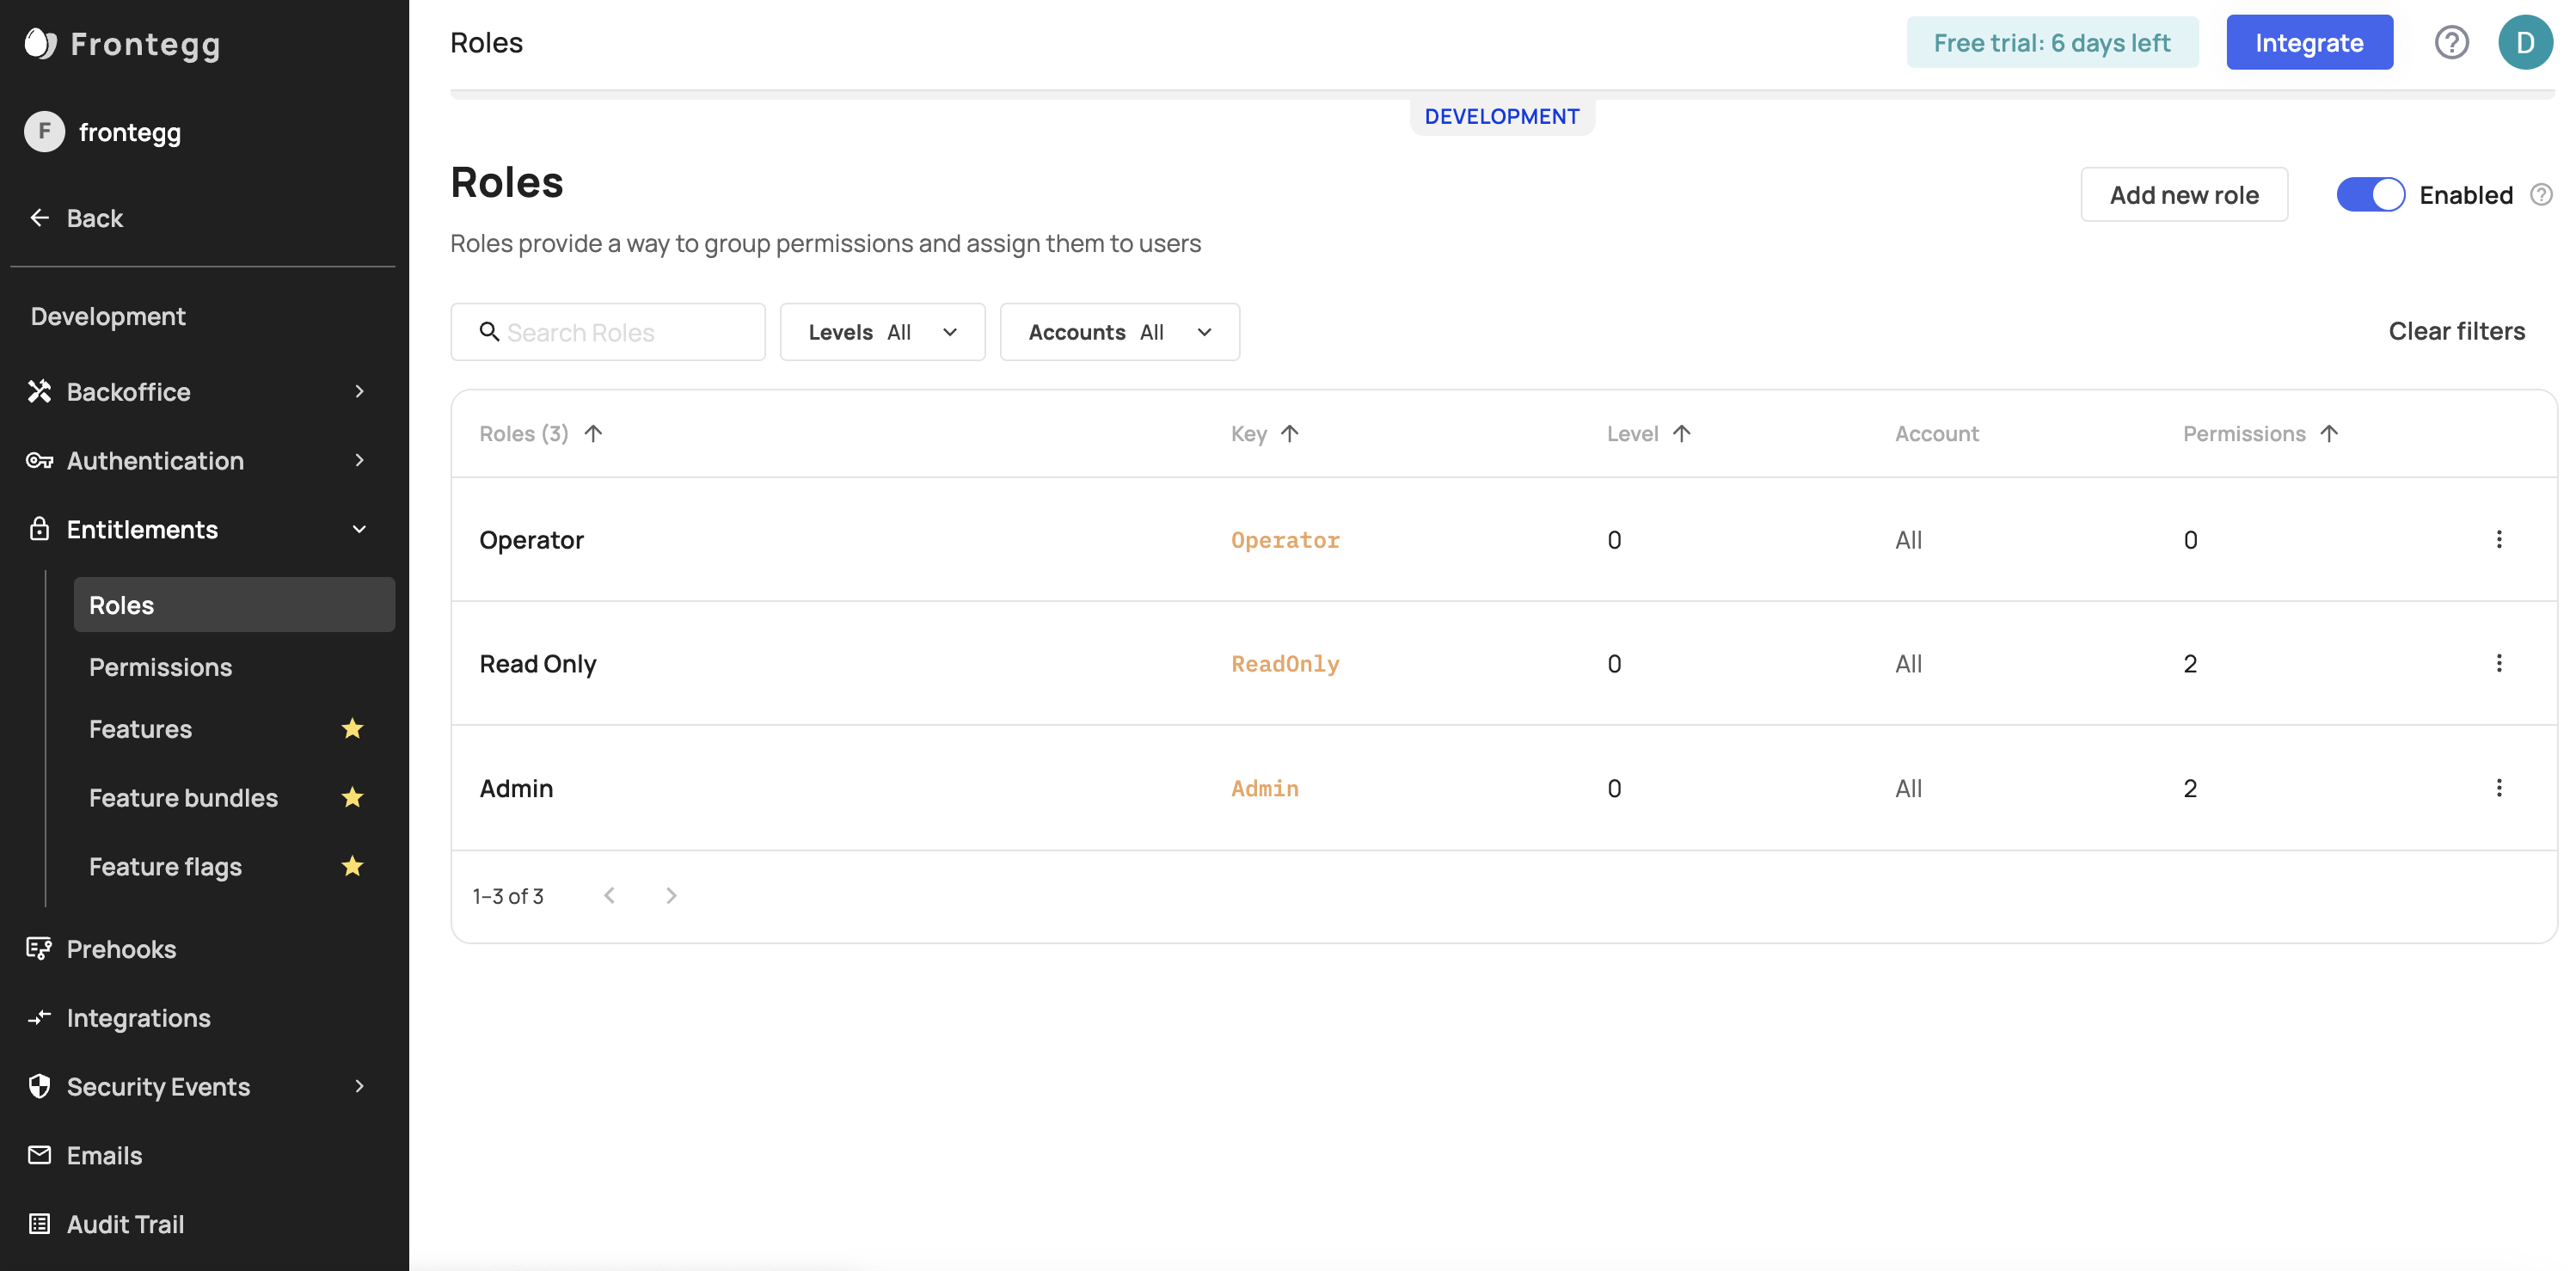 Frontegg
F frontegg
Back
Development
Backoffice
Authentication
Entitlements
Roles
Permissions
Features
Feature bundles
Feature flags
Prehooks
Integrations
Security Events
Emails
Audit Trail
Roles
Free trial: 6 days left
Integrate
D
DEVELOPMENT
Roles
Add new role
Enabled
Roles provide a way to group permissions and assign them to users
Search Roles
Levels All
Accounts All
Clear filters
Roles (3) Key Level Account Permissions
Operator Operator 0 All 0
Read Only ReadOnly 0 All 2
Admin Admin 0 All 2
1–3 of 3